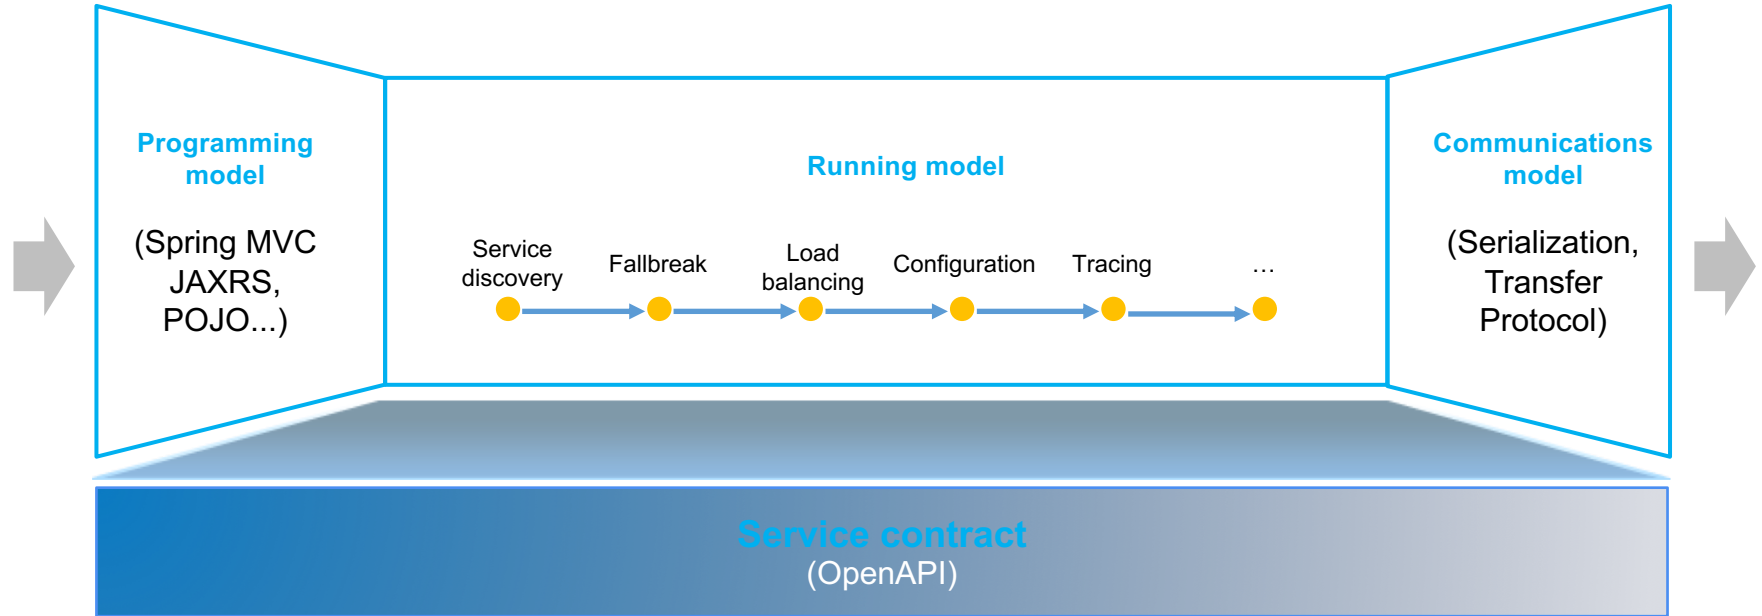 Programming
model
(Spring MVC
JAXRS,
POJO...)
Running model
Service
discovery
Fallbreak
Load
balancing
Configuration
Tracing
…
Communications
model
(Serialization,
Transfer
Protocol)
Service contract
(OpenAPI)